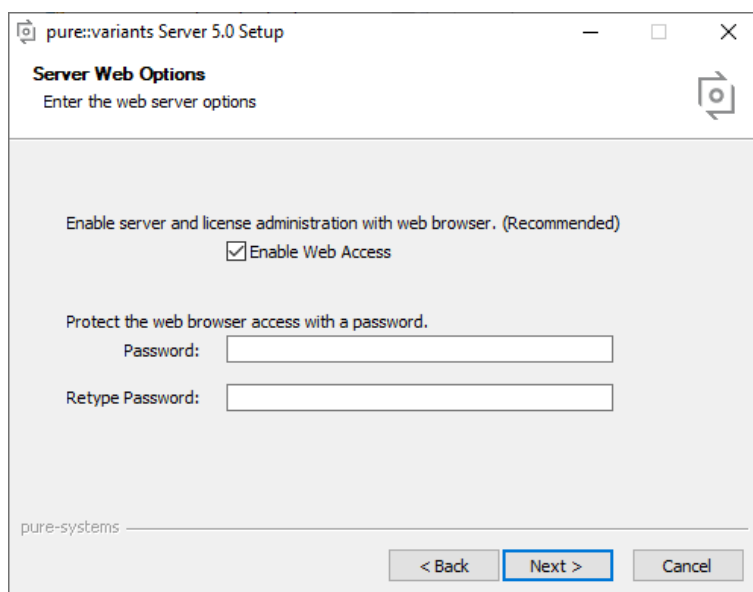 pure::variants Server 5.0 Setup
Server Web Options
Enter the web server options
Enable server and license administration with web browser. (Recommended)
Enable Web Access
Protect the web browser access with a password.
Password:
Retype Password:
pure-systems
< Back Next > Cancel